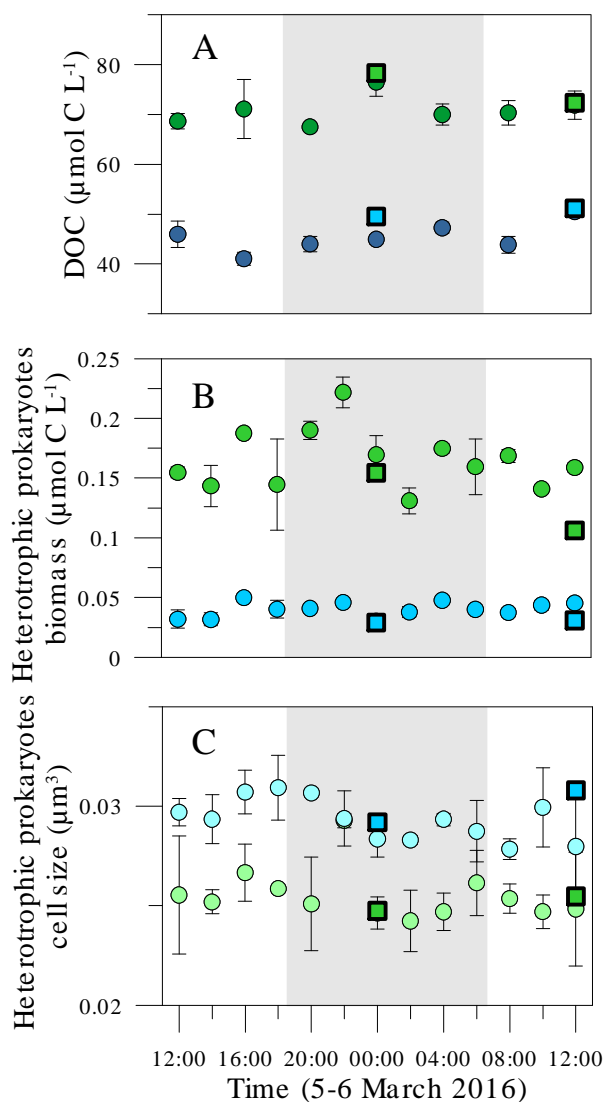 A
80
60
40
DOC (µmol C L-1)
B
0.25
0.2
0.15
0.1
0.05
0
Heterotrophic prokaryotes
biomass (µmol C L-1)
C
0.03
0.02
Heterotrophic prokaryotes
cell size (µm³)
12:00 16:00 20:00 00:00 04:00 08:00 12:00
Time (5-6 March 2016)